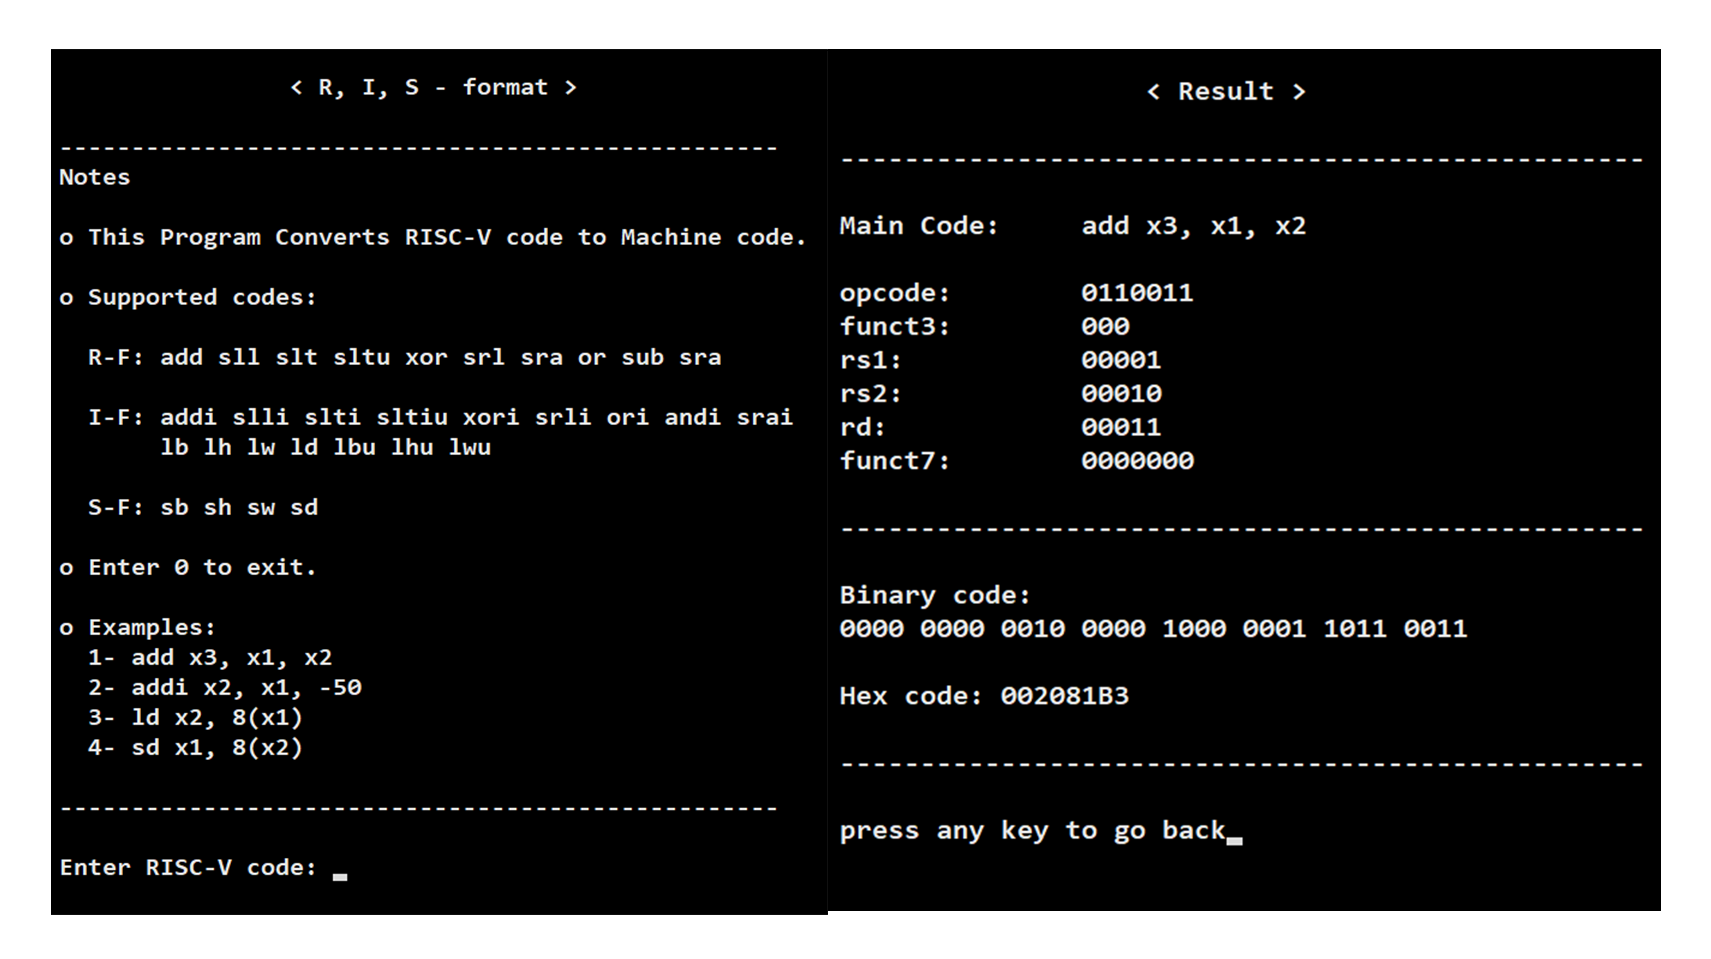 < R, I, S - format >
--------------------------------------------------
Notes
o This Program Converts RISC-V code to Machine code.
o Supported codes:
R-F: add sll slt sltu xor srl sra or sub sra
I-F: addi slli slti sltiu xori srli ori andi srai
lb lh lw ld lbu lhu lwu
S-F: sb sh sw sd
o Enter 0 to exit.
o Examples:
1- add x3, x1, x2
2- addi x2, x1, -50
3- ld x2, 8(x1)
4- sd x1, 8(x2)
--------------------------------------------------
Enter RISC-V code: _
< Result >
--------------------------------------------------
Main Code: add x3, x1, x2
opcode: 0110011
funct3: 000
rs1: 00001
rs2: 00010
rd: 00011
funct7: 0000000
--------------------------------------------------
Binary code:
0000 0000 0010 0000 1000 0001 1011 0011
Hex code: 002081B3
--------------------------------------------------
press any key to go back_